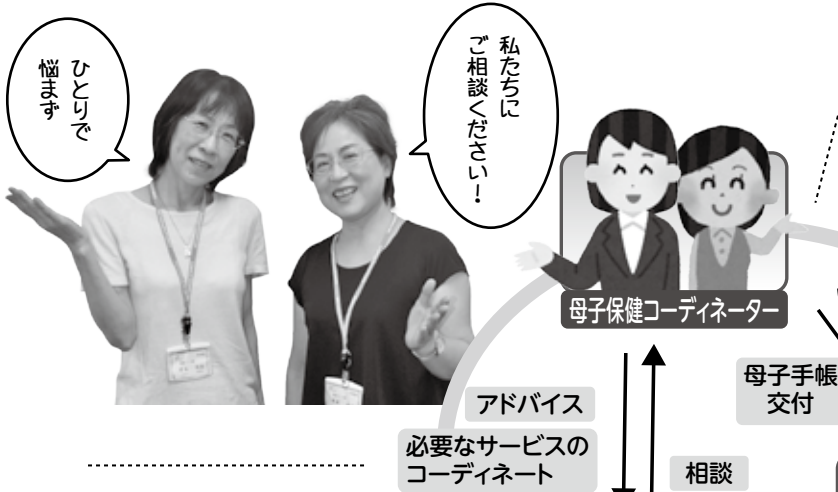 ひとりで
悩まず
私たちに
ご相談ください！
母子保健コーディネーター
アドバイス
必要なサービスの
コーディネート
相談
母子手帳
交付